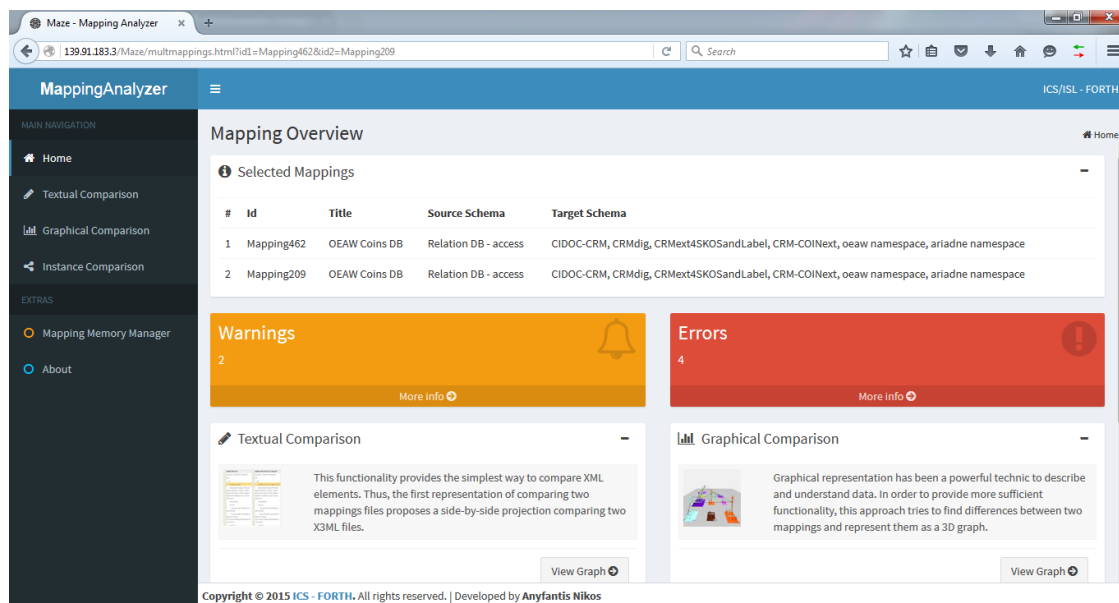 Maze - Mapping Analyzer × +
139.91.183.3/Maze/multmappings.html?id1=Mapping462&id2=Mapping209 Search
MappingAnalyzer ICS/ISL - FORTH
MAIN NAVIGATION
Home
Textual Comparison
Graphical Comparison
Instance Comparison
EXTRAS
Mapping Memory Manager
About
Mapping Overview Home
Selected Mappings
# Id Title Source Schema Target Schema
1 Mapping462 OEAW Coins DB Relation DB - access CIDOC-CRM, CRMdig, CRMext4SKOSandLabel, CRM-COINext, oeaw namespace, ariadne namespace
2 Mapping209 OEAW Coins DB Relation DB - access CIDOC-CRM, CRMdig, CRMext4SKOSandLabel, CRM-COINext, oeaw namespace, ariadne namespace
Warnings
2
More info
Errors
4
More info
Textual Comparison
This functionality provides the simplest way to compare XML
elements. Thus, the first representation of comparing two
mappings files proposes a side-by-side projection comparing two
X3ML files.
View Graph
Graphical Comparison
Graphical representation has been a powerful technic to describe
and understand data. In order to provide more sufficient
functionality, this approach tries to find differences between two
mappings and represent them as a 3D graph.
View Graph
Copyright © 2015 ICS - FORTH. All rights reserved. | Developed by Anyfantis Nikos